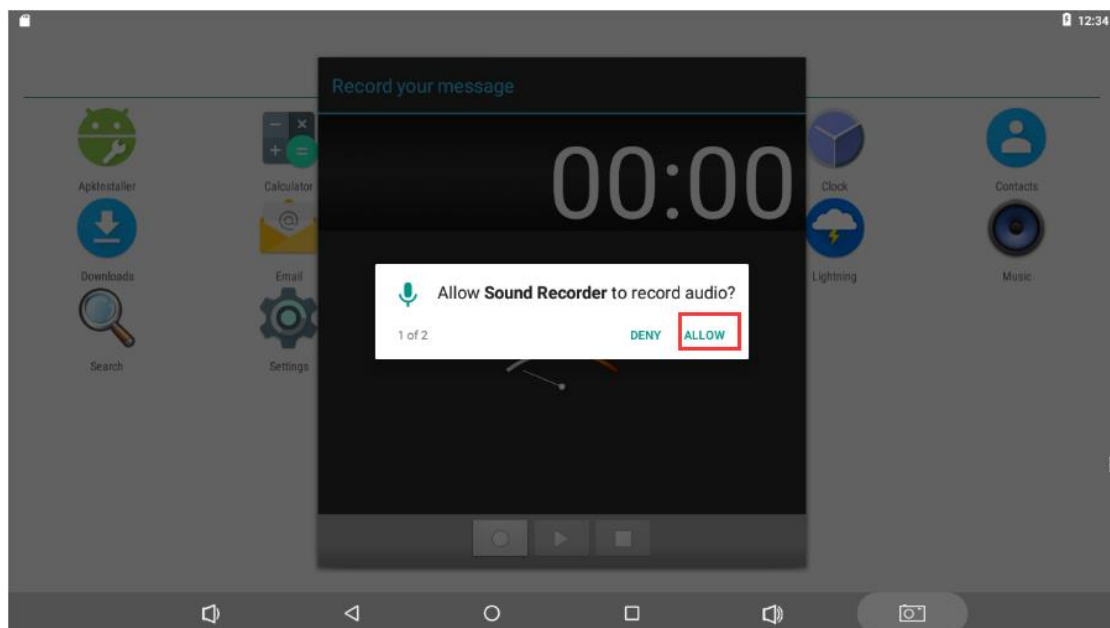 12:34
Record your message
00:00
ApkInstaller
Calculator
Clock
Contacts
Downloads
Email
Lightning
Music
Allow Sound Recorder to record audio?
1 of 2
DENY
ALLOW
Search
Settings